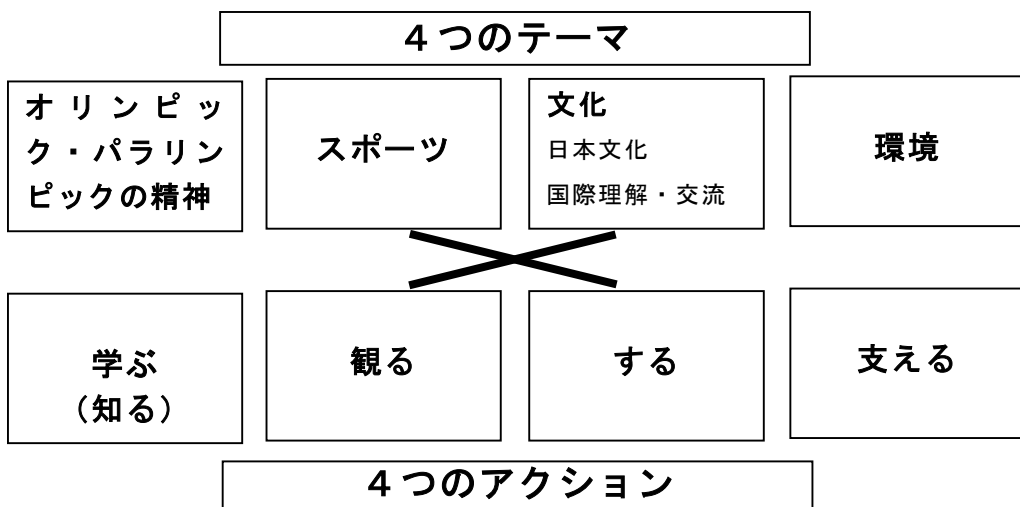 ４つのテーマ
オリンピッ
ク・パラリン
ピックの精神
スポーツ
文化
日本文化
国際理解・交流
環境
学ぶ
（知る）
観る
する
支える
４つのアクション